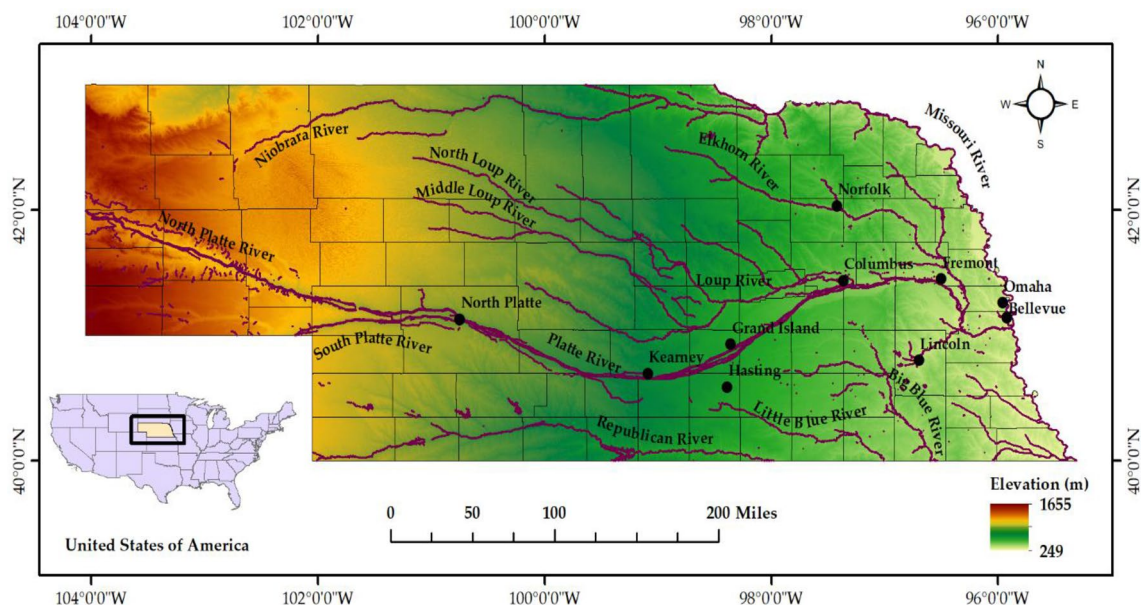 104°0'0"W 102°0'0"W 100°0'0"W 98°0'0"W 96°0'0"W
N
W E
S
Missouri River
Niobrara River
Elkhorn River
North Loup River
Middle Loup River
Norfolk
42°0'0"N
42°0'0"N
North Platte River
Columbus
Fremont
Loup River
Omaha
Bellevue
North Platte
Grand Island
South Platte River
Platte River
Kearney
Lincoln
Hasting
Big Blue River
Little Blue River
Republican River
40°0'0"N
40°0'0"N
Elevation (m)
1655
249
0 50 100 200 Miles
United States of America
104°0'0"W 102°0'0"W 100°0'0"W 98°0'0"W 96°0'0"W